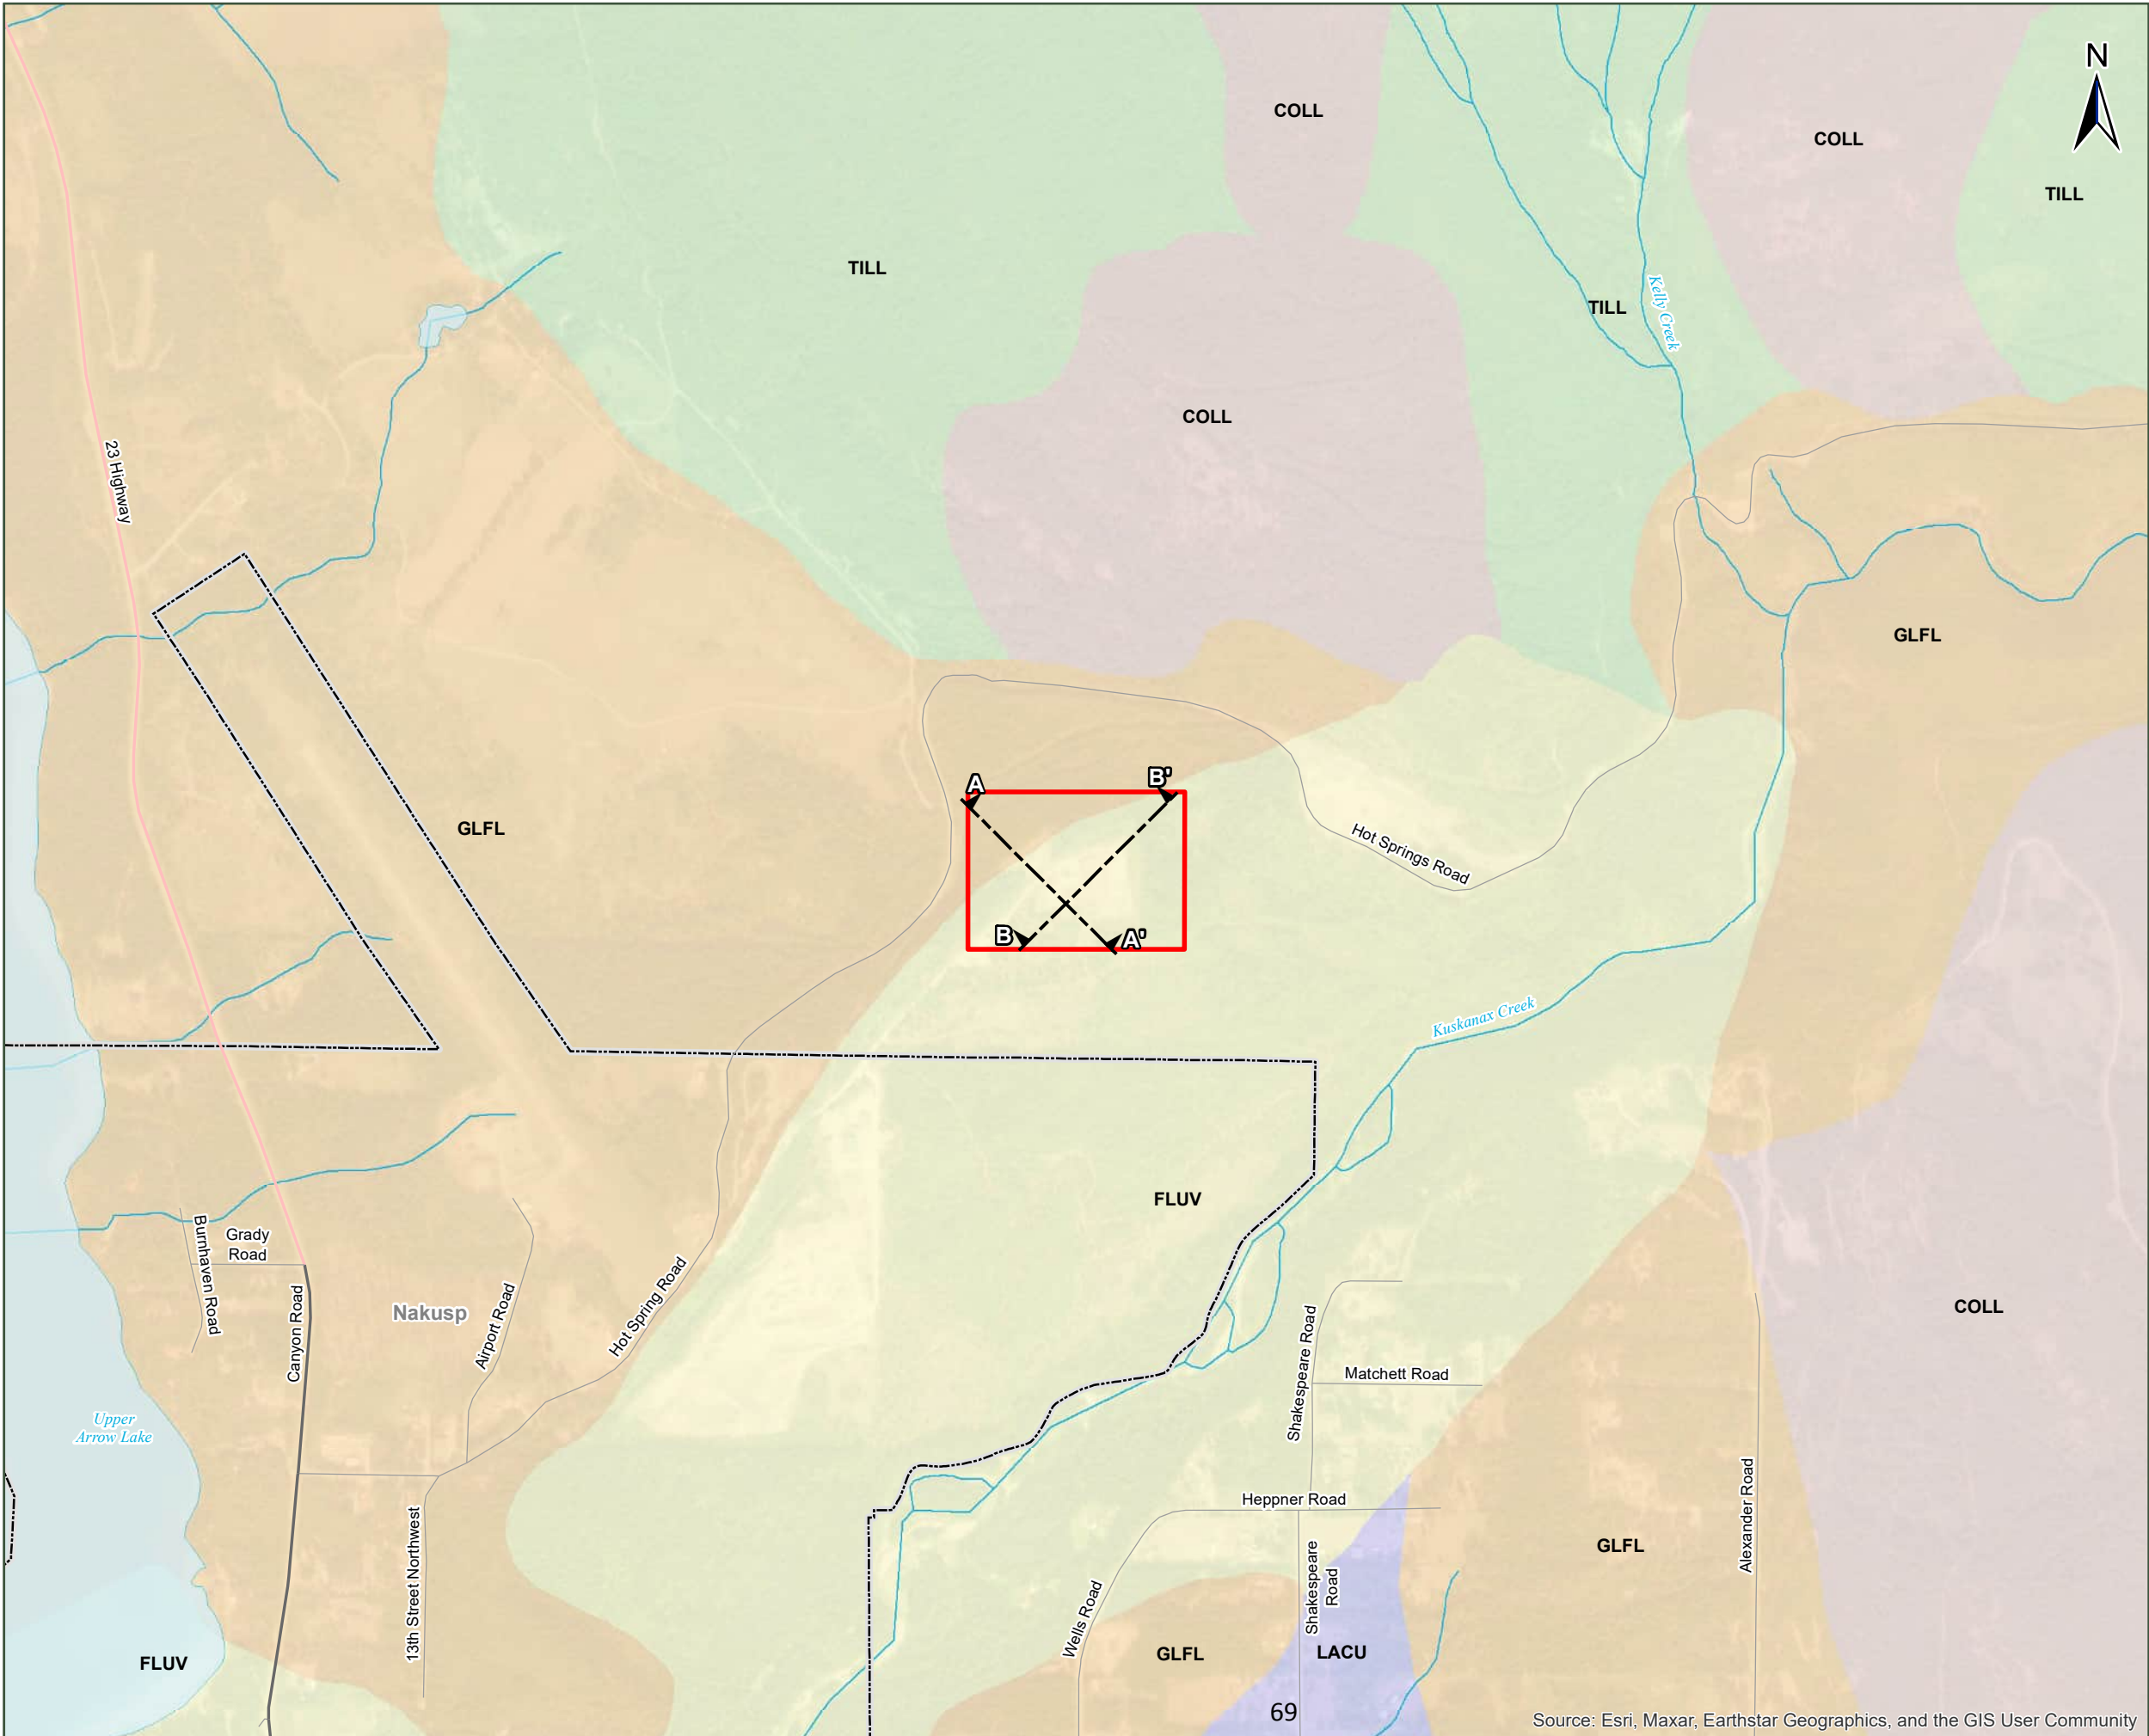 N
COLL
COLL
TILL
TILL
Kelly Creek
TILL
COLL
23 Highway
GLFL
A
B'
GLFL
Hot Springs Road
B
A'
Kuskanax Creek
FLUV
Burnhaven Road
Grady
Road
Canyon Road
Nakusp
Airport Road
Hot Spring Road
Shakespeare Road
COLL
Matchett Road
Upper
Arrow Lake
Heppner Road
Alexander Road
13th Street Northwest
GLFL
Shakespeare
Road
Wells Road
FLUV
GLFL
LACU
69
Source: Esri, Maxar, Earthstar Geographics, and the GIS User Community